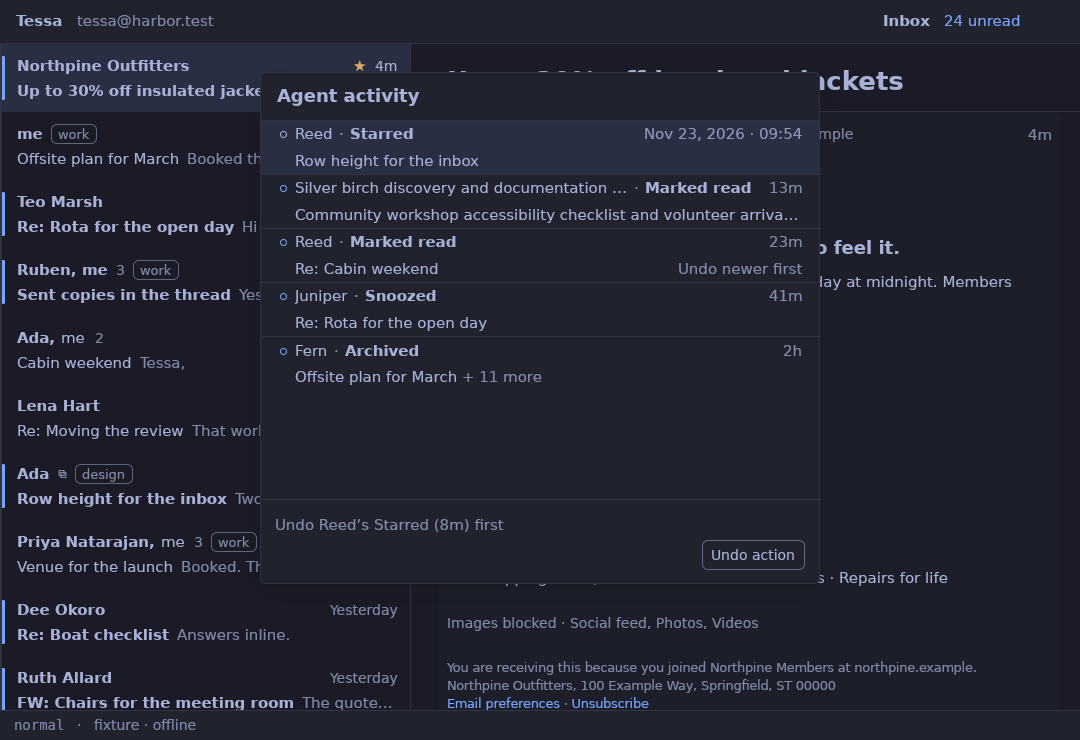 Tessa tessa@harbor.test Inbox 24 unread
Northpine Outfitters ★ 4m
Up to 30% off insulated jacke
ackets
Agent activity
Reed · Starred Nov 23, 2026 · 09:54
Row height for the inbox
Silver birch discovery and documentation … · Marked read 13m
Community workshop accessibility checklist and volunteer arriva…
Reed · Marked read 23m
Re: Cabin weekend Undo newer first
Juniper · Snoozed 41m
Re: Rota for the open day
Fern · Archived 2h
Offsite plan for March + 11 more
Undo Reed’s Starred (8m) first
Undo action
me work
Offsite plan for March Booked th
Teo Marsh
Re: Rota for the open day Hi
Ruben, me 3 work
Sent copies in the thread Yes
Ada, me 2
Cabin weekend Tessa,
Lena Hart
Re: Moving the review That work
Ada design
Row height for the inbox Two
Priya Natarajan, me 3 work
Venue for the launch Booked. Th
Dee Okoro Yesterday
Re: Boat checklist Answers inline.
Ruth Allard Yesterday
FW: Chairs for the meeting room The quote…
mple 4m
o feel it.
day at midnight. Members
s · Repairs for life
Images blocked · Social feed, Photos, Videos
You are receiving this because you joined Northpine Members at northpine.example.
Northpine Outfitters, 100 Example Way, Springfield, ST 00000
Email preferences · Unsubscribe
normal · fixture · offline